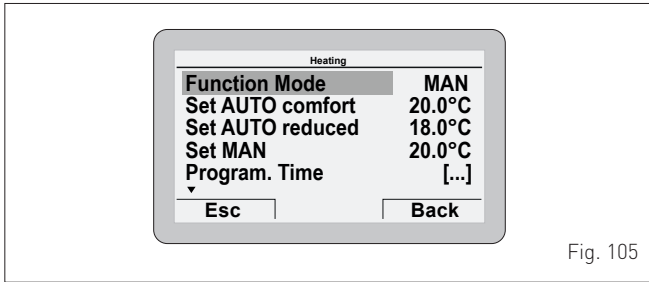 Heating
Function Mode MAN
Set AUTO comfort 20.0°C
Set AUTO reduced 18.0°C
Set MAN 20.0°C
Program. Time [...]
Esc Back
Fig. 105